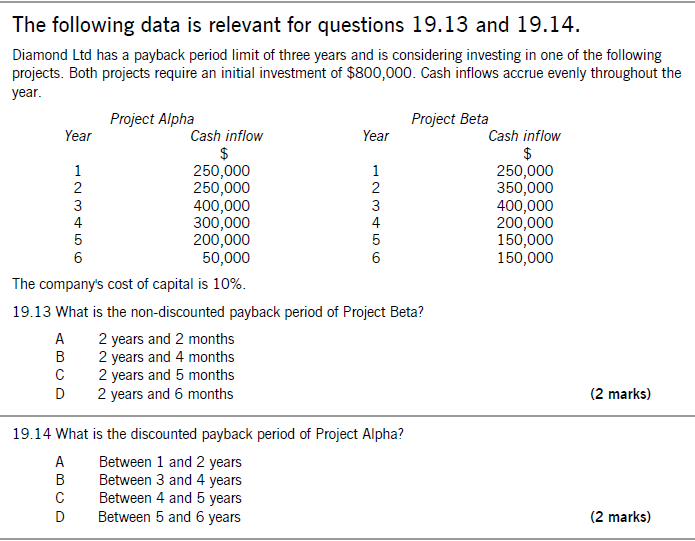 The following data is relevant for questions 19.13 and 19.14.
Diamond Ltd has a payback period limit of three years and is considering investing in one of the following
projects. Both projects require an initial investment of $800,000. Cash inflows accrue evenly throughout the
year.
Project Alpha Project Beta
Year Cash inflow Year Cash inflow
$ $
1 250,000 1 250,000
2 250,000 2 350,000
3 400,000 3 400,000
4 300,000 4 200,000
5 200,000 5 150,000
6 50,000 6 150,000
The company's cost of capital is 10%.
19.13 What is the non-discounted payback period of Project Beta?
A 2 years and 2 months
B 2 years and 4 months
C 2 years and 5 months
D 2 years and 6 months (2 marks)
19.14 What is the discounted payback period of Project Alpha?
A Between 1 and 2 years
B Between 3 and 4 years
C Between 4 and 5 years
D Between 5 and 6 years (2 marks)